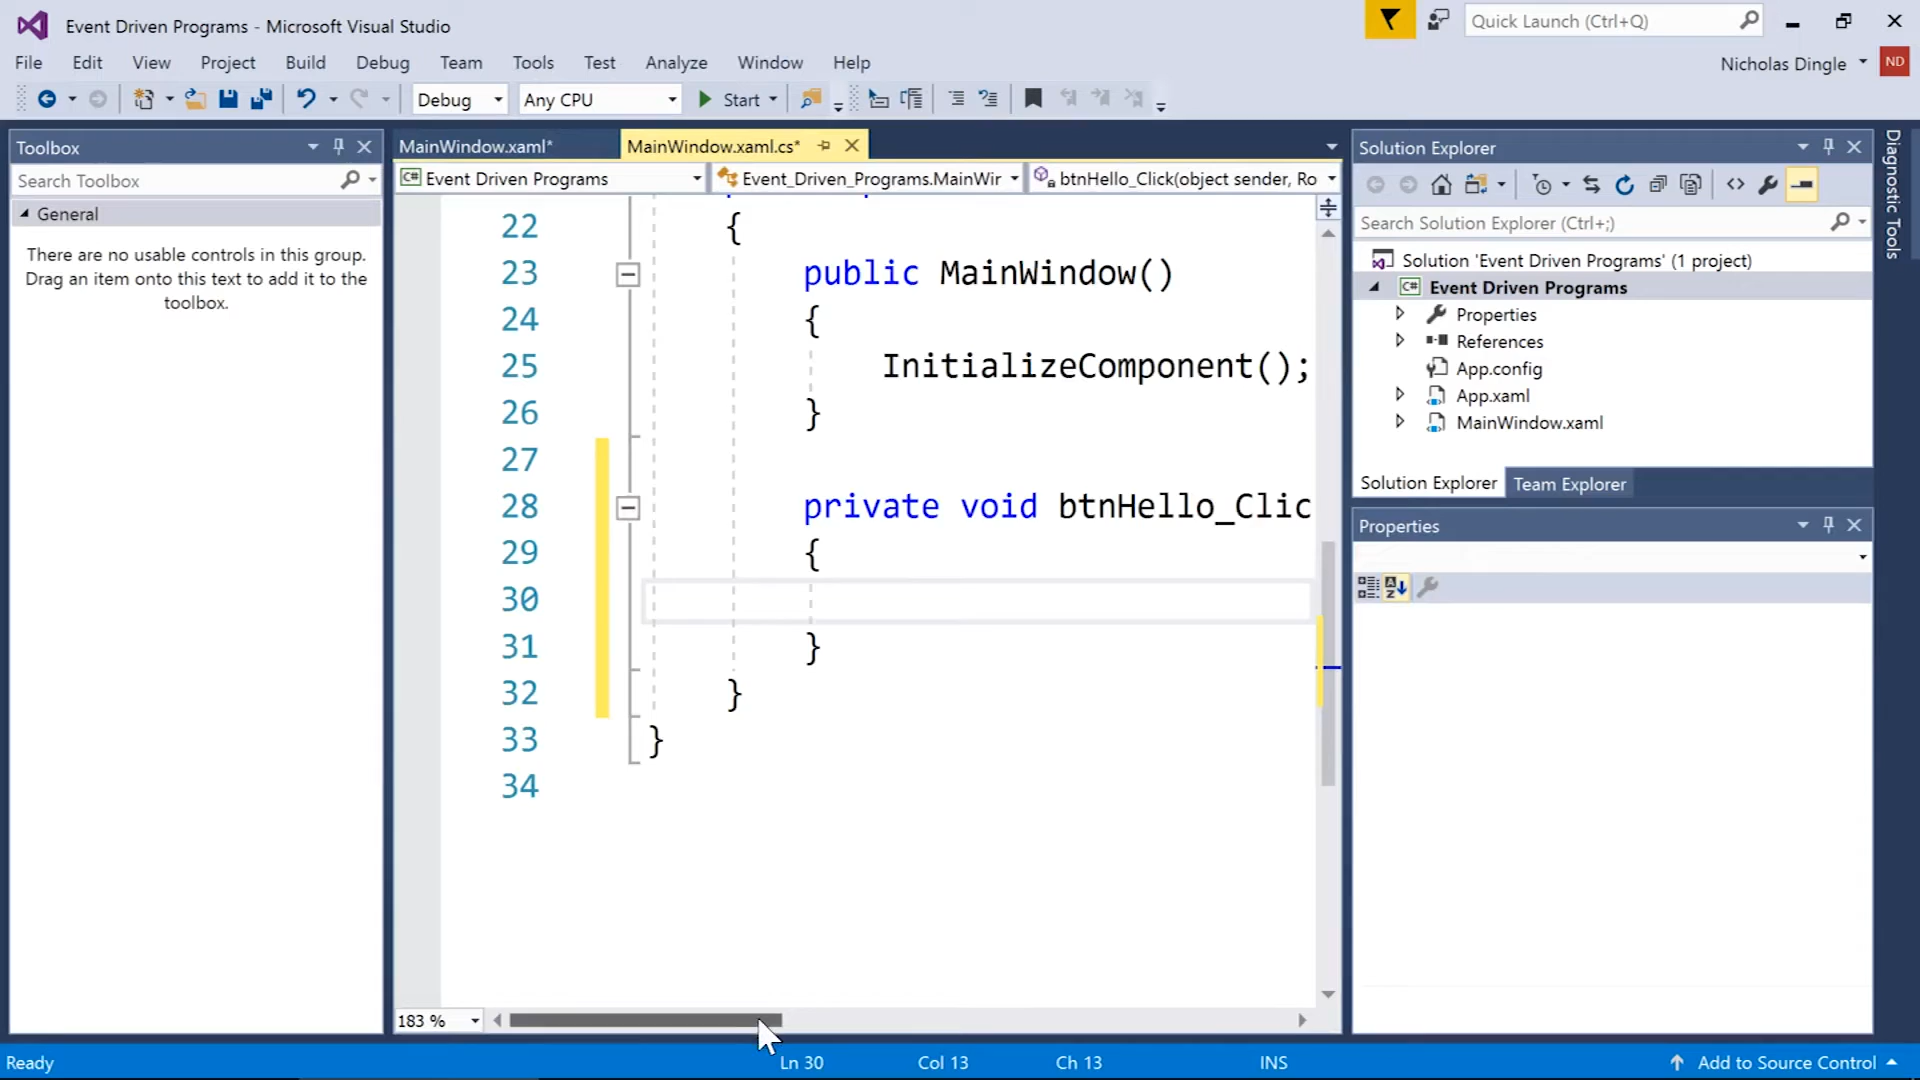 Event Driven Programs - Microsoft Visual Studio
Quick Launch (Ctrl+Q)
File Edit View Project Build Debug Team Tools Test Analyze Window Help
Nicholas Dingle ND
Debug Any CPU Start
Toolbox
Search Toolbox
General
There are no usable controls in this group.
Drag an item onto this text to add it to the
toolbox.
MainWindow.xaml* MainWindow.xaml.cs*
C# Event Driven Programs Event_Driven_Programs.MainWir btnHello_Click(object sender, Ro
22 {
23 public MainWindow()
24 {
25 InitializeComponent();
26 }
27
28 private void btnHello_Clic
29 {
30
31 }
32 }
33 }
34
183 %
Solution Explorer
Search Solution Explorer (Ctrl+;)
Solution 'Event Driven Programs' (1 project)
C# Event Driven Programs
Properties
References
App.config
App.xaml
MainWindow.xaml
Solution Explorer Team Explorer
Properties
Diagnostic Tools
Ready Ln 30 Col 13 Ch 13 INS Add to Source Control